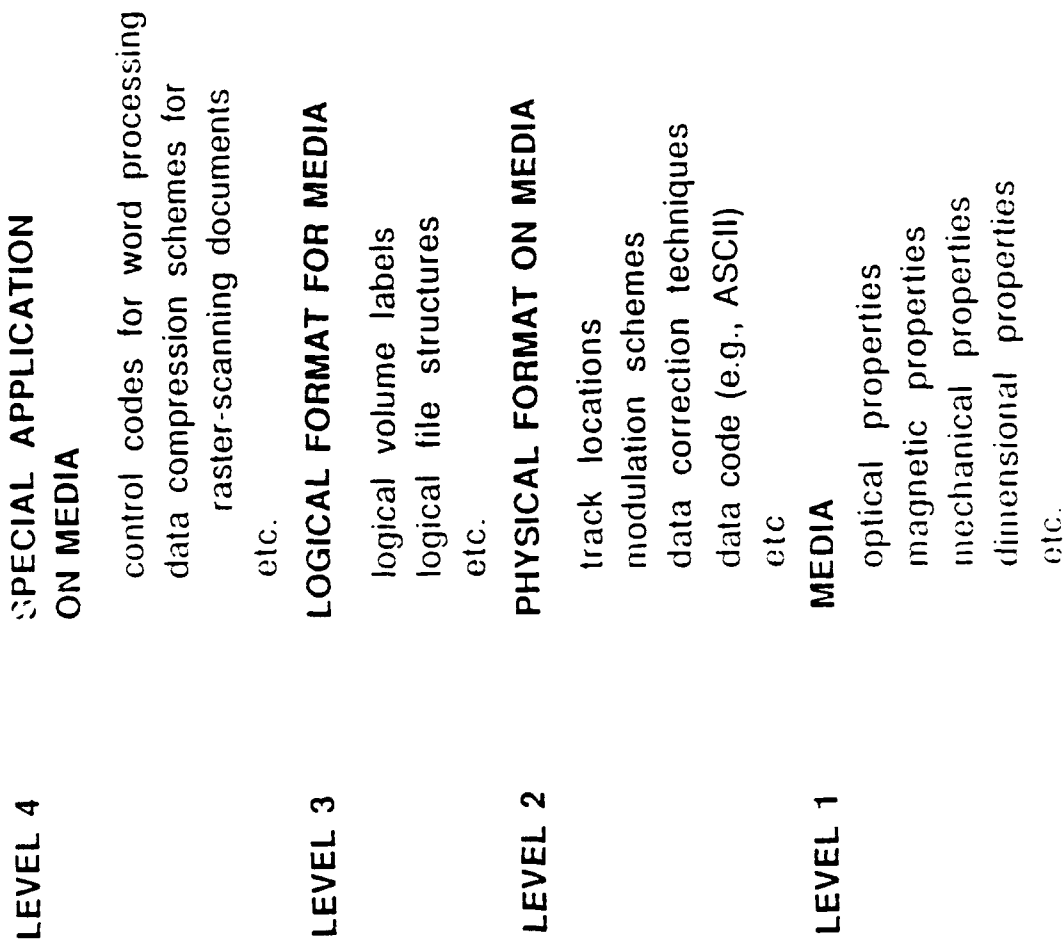 LEVEL 4 SPECIAL APPLICATION
ON MEDIA
control codes for word processing
data compression schemes for
raster-scanning documents
etc.
LEVEL 3 LOGICAL FORMAT FOR MEDIA
logical volume labels
logical file structures
etc.
LEVEL 2 PHYSICAL FORMAT ON MEDIA
track locations
modulation schemes
data correction techniques
data code (e.g., ASCII)
etc
LEVEL 1 MEDIA
optical properties
magnetic properties
mechanical properties
dimensional properties
etc.